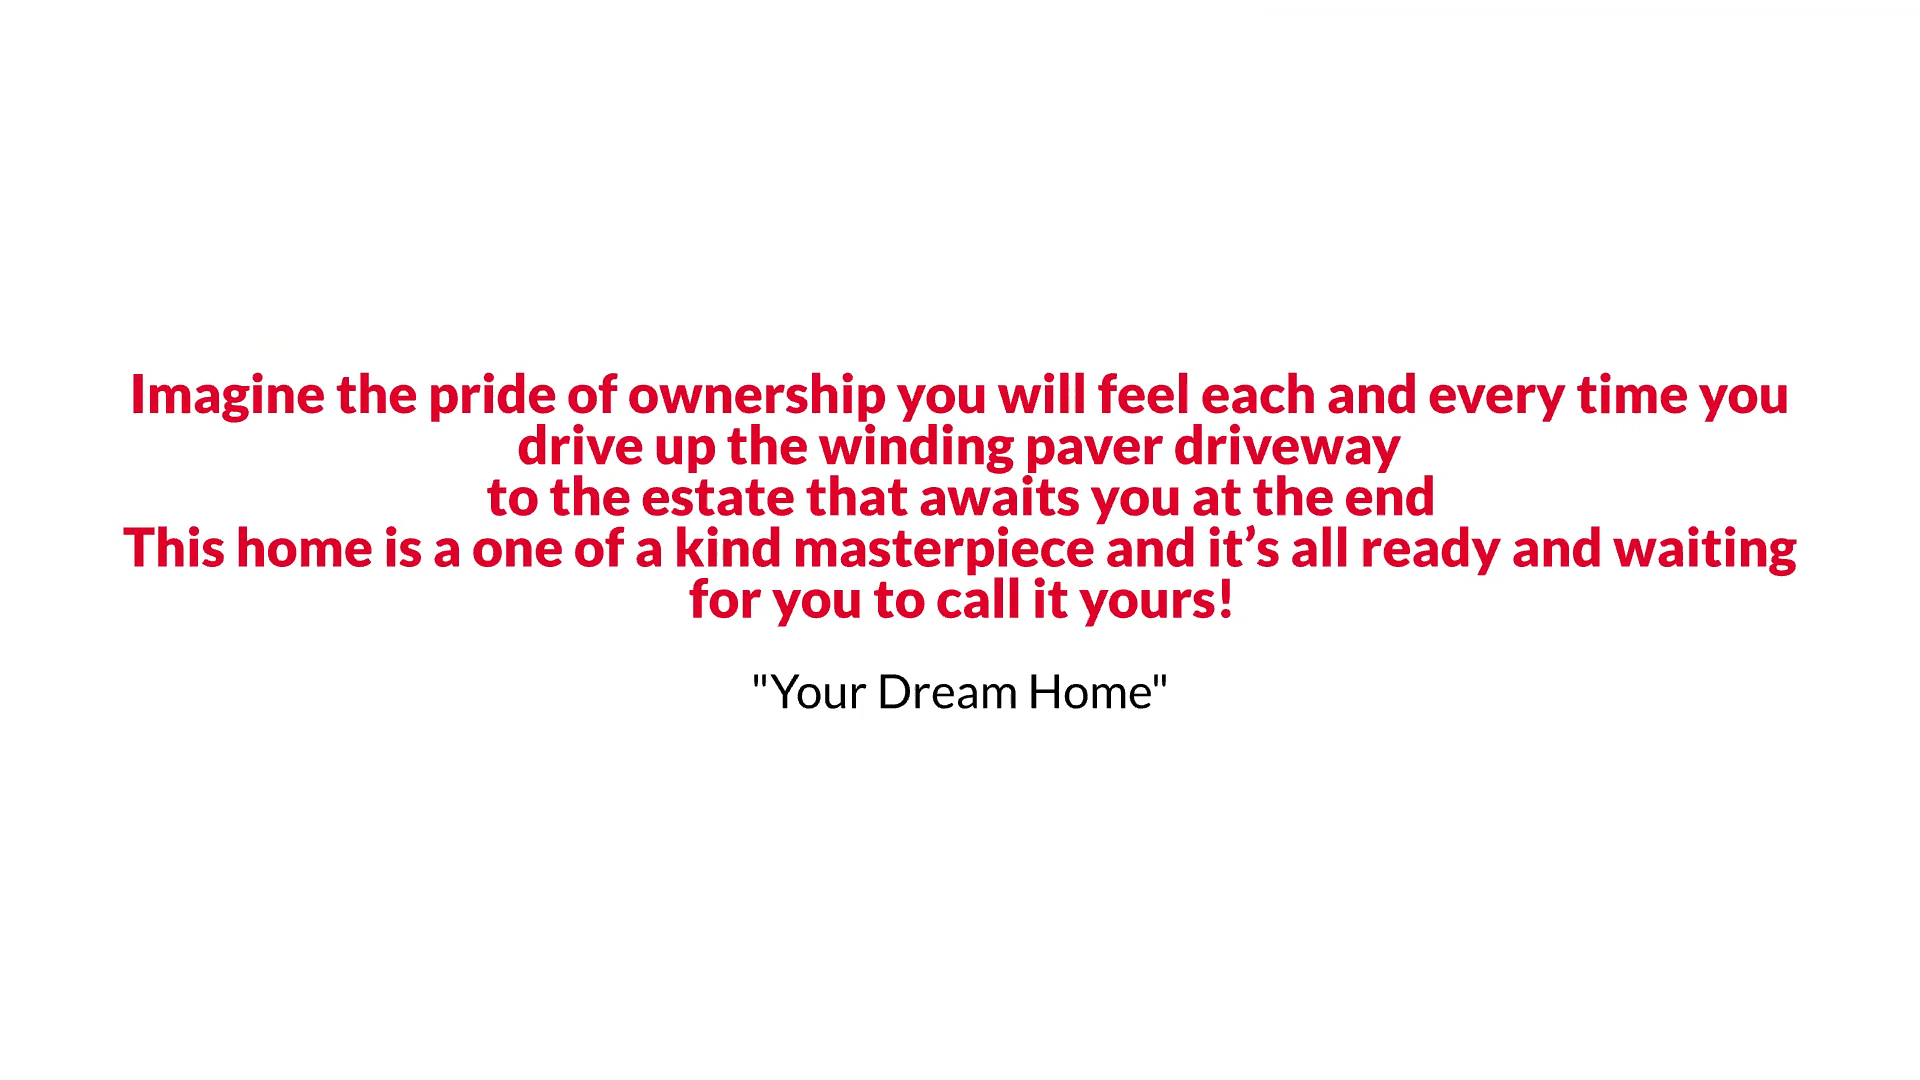 Imagine the pride of ownership you will feel each and every time you
drive up the winding paver driveway
to the estate that awaits you at the end
This home is a one of a kind masterpiece and it’s all ready and waiting
for you to call it yours!
"Your Dream Home"